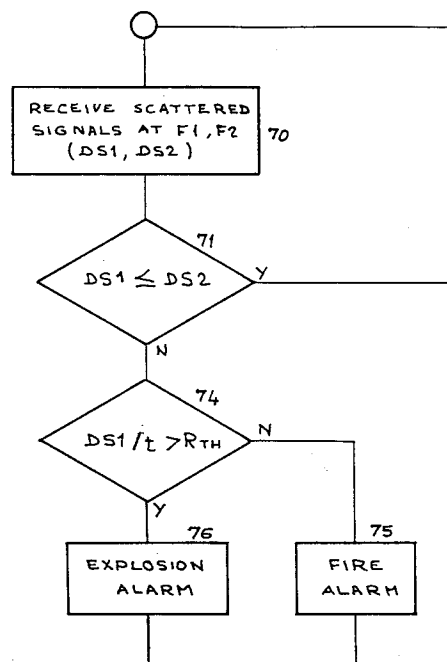 RECEIVE SCATTERED
SIGNALS AT F1, F2
(DS1, DS2)
70
71
DS1 ≦ DS2
Y
N
74
DS1/t > RTH
N
Y
76
75
EXPLOSION
ALARM
FIRE
ALARM